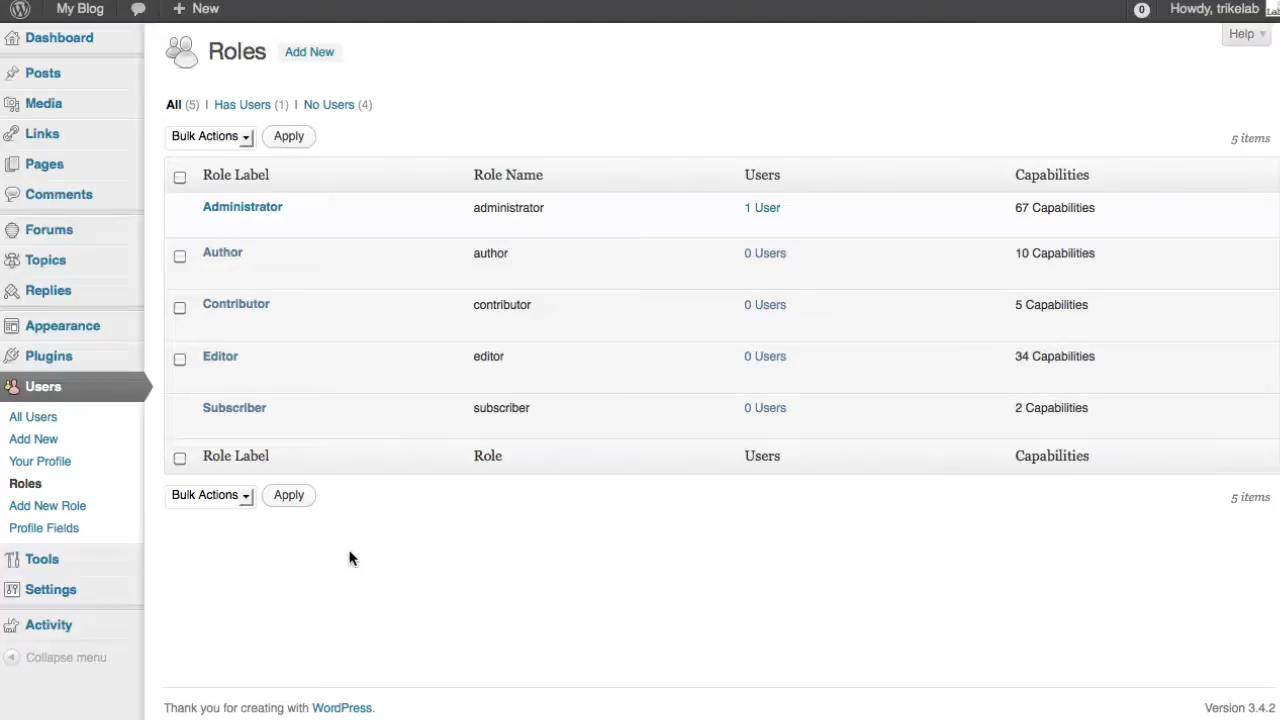 My Blog + New 0 Howdy, trikelab
Help
Dashboard
Posts
Media
Links
Pages
Comments
Forums
Topics
Replies
Appearance
Plugins
Users
All Users
Add New
Your Profile
Roles
Add New Role
Profile Fields
Tools
Settings
Activity
Collapse menu
Roles Add New
All (5) | Has Users (1) | No Users (4)
Bulk Actions Apply 5 items
Role Label Role Name Users Capabilities
Administrator administrator 1 User 67 Capabilities
Author author 0 Users 10 Capabilities
Contributor contributor 0 Users 5 Capabilities
Editor editor 0 Users 34 Capabilities
Subscriber subscriber 0 Users 2 Capabilities
Role Label Role Users Capabilities
Bulk Actions Apply 5 items
Thank you for creating with WordPress. Version 3.4.2